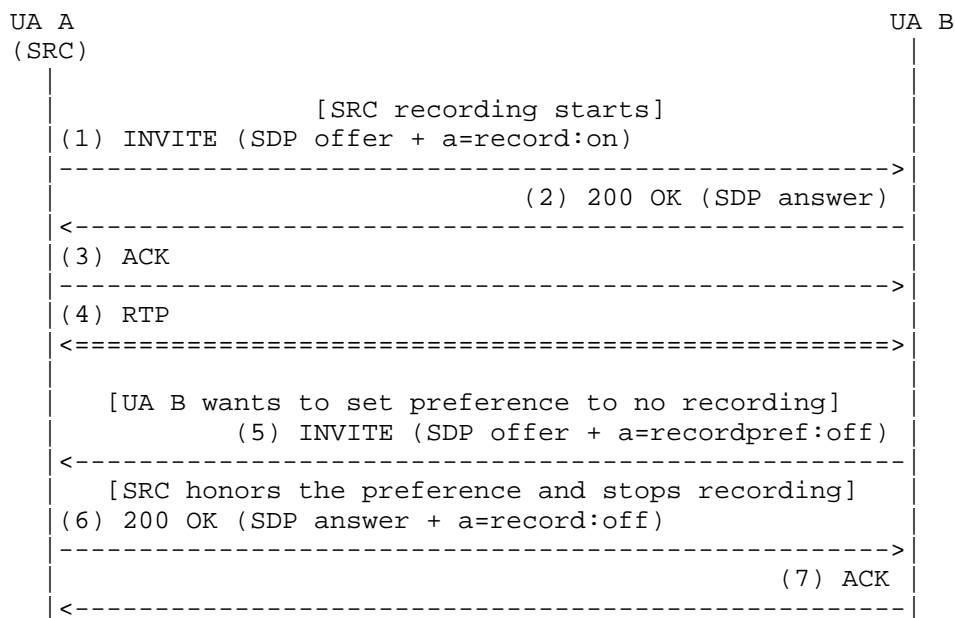 UA A UA B
(SRC)
[SRC recording starts]
(1) INVITE (SDP offer + a=record:on)
(2) 200 OK (SDP answer)
(3) ACK
(4) RTP
[UA B wants to set preference to no recording]
(5) INVITE (SDP offer + a=recordpref:off)
[SRC honors the preference and stops recording]
(6) 200 OK (SDP answer + a=record:off)
(7) ACK